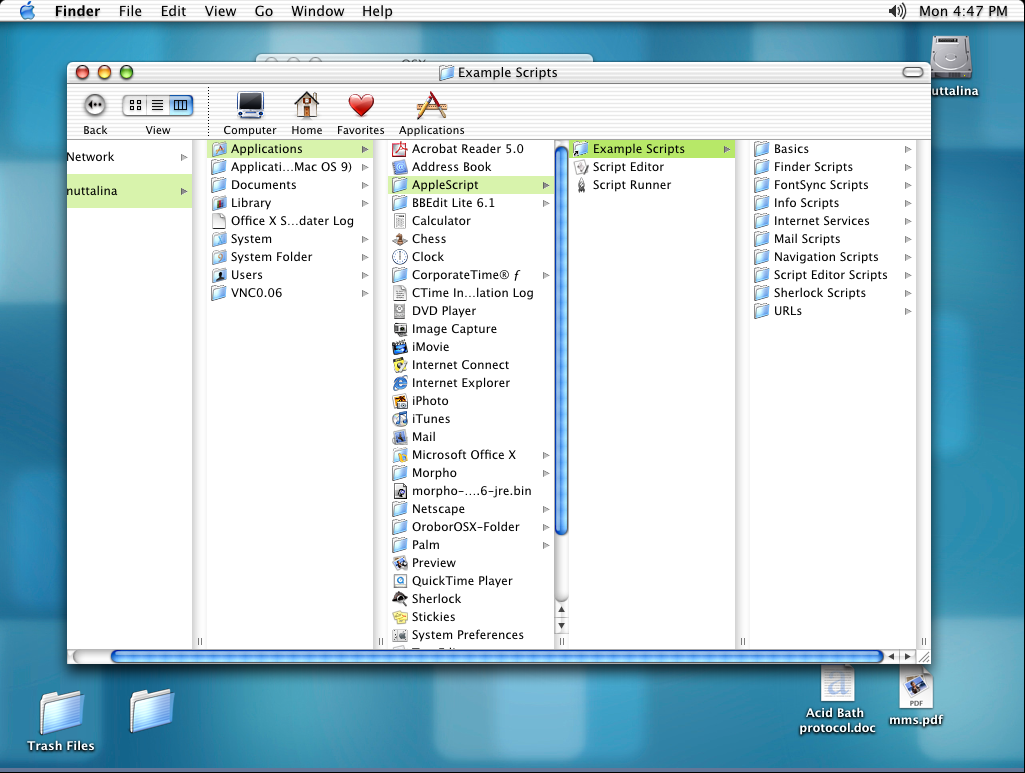 Finder File Edit View Go Window Help Mon 4:47 PM
Example Scripts
Back View Computer Home Favorites Applications
Network
nuttalina
Applications
Applicati...Mac OS 9)
Documents
Library
Office X S...dater Log
System
System Folder
Users
VNC0.06
Acrobat Reader 5.0
Address Book
AppleScript
BBEdit Lite 6.1
Calculator
Chess
Clock
CorporateTime® ƒ
CTime In...lation Log
DVD Player
Image Capture
iMovie
Internet Connect
Internet Explorer
iPhoto
iTunes
Mail
Microsoft Office X
Morpho
morpho-....6-jre.bin
Netscape
OroborOSX-Folder
Palm
Preview
QuickTime Player
Sherlock
Stickies
System Preferences
Example Scripts
Script Editor
Script Runner
Basics
Finder Scripts
FontSync Scripts
Info Scripts
Internet Services
Mail Scripts
Navigation Scripts
Script Editor Scripts
Sherlock Scripts
URLs
uttalina
Trash Files
Acid Bath
protocol.doc
PDF
mms.pdf